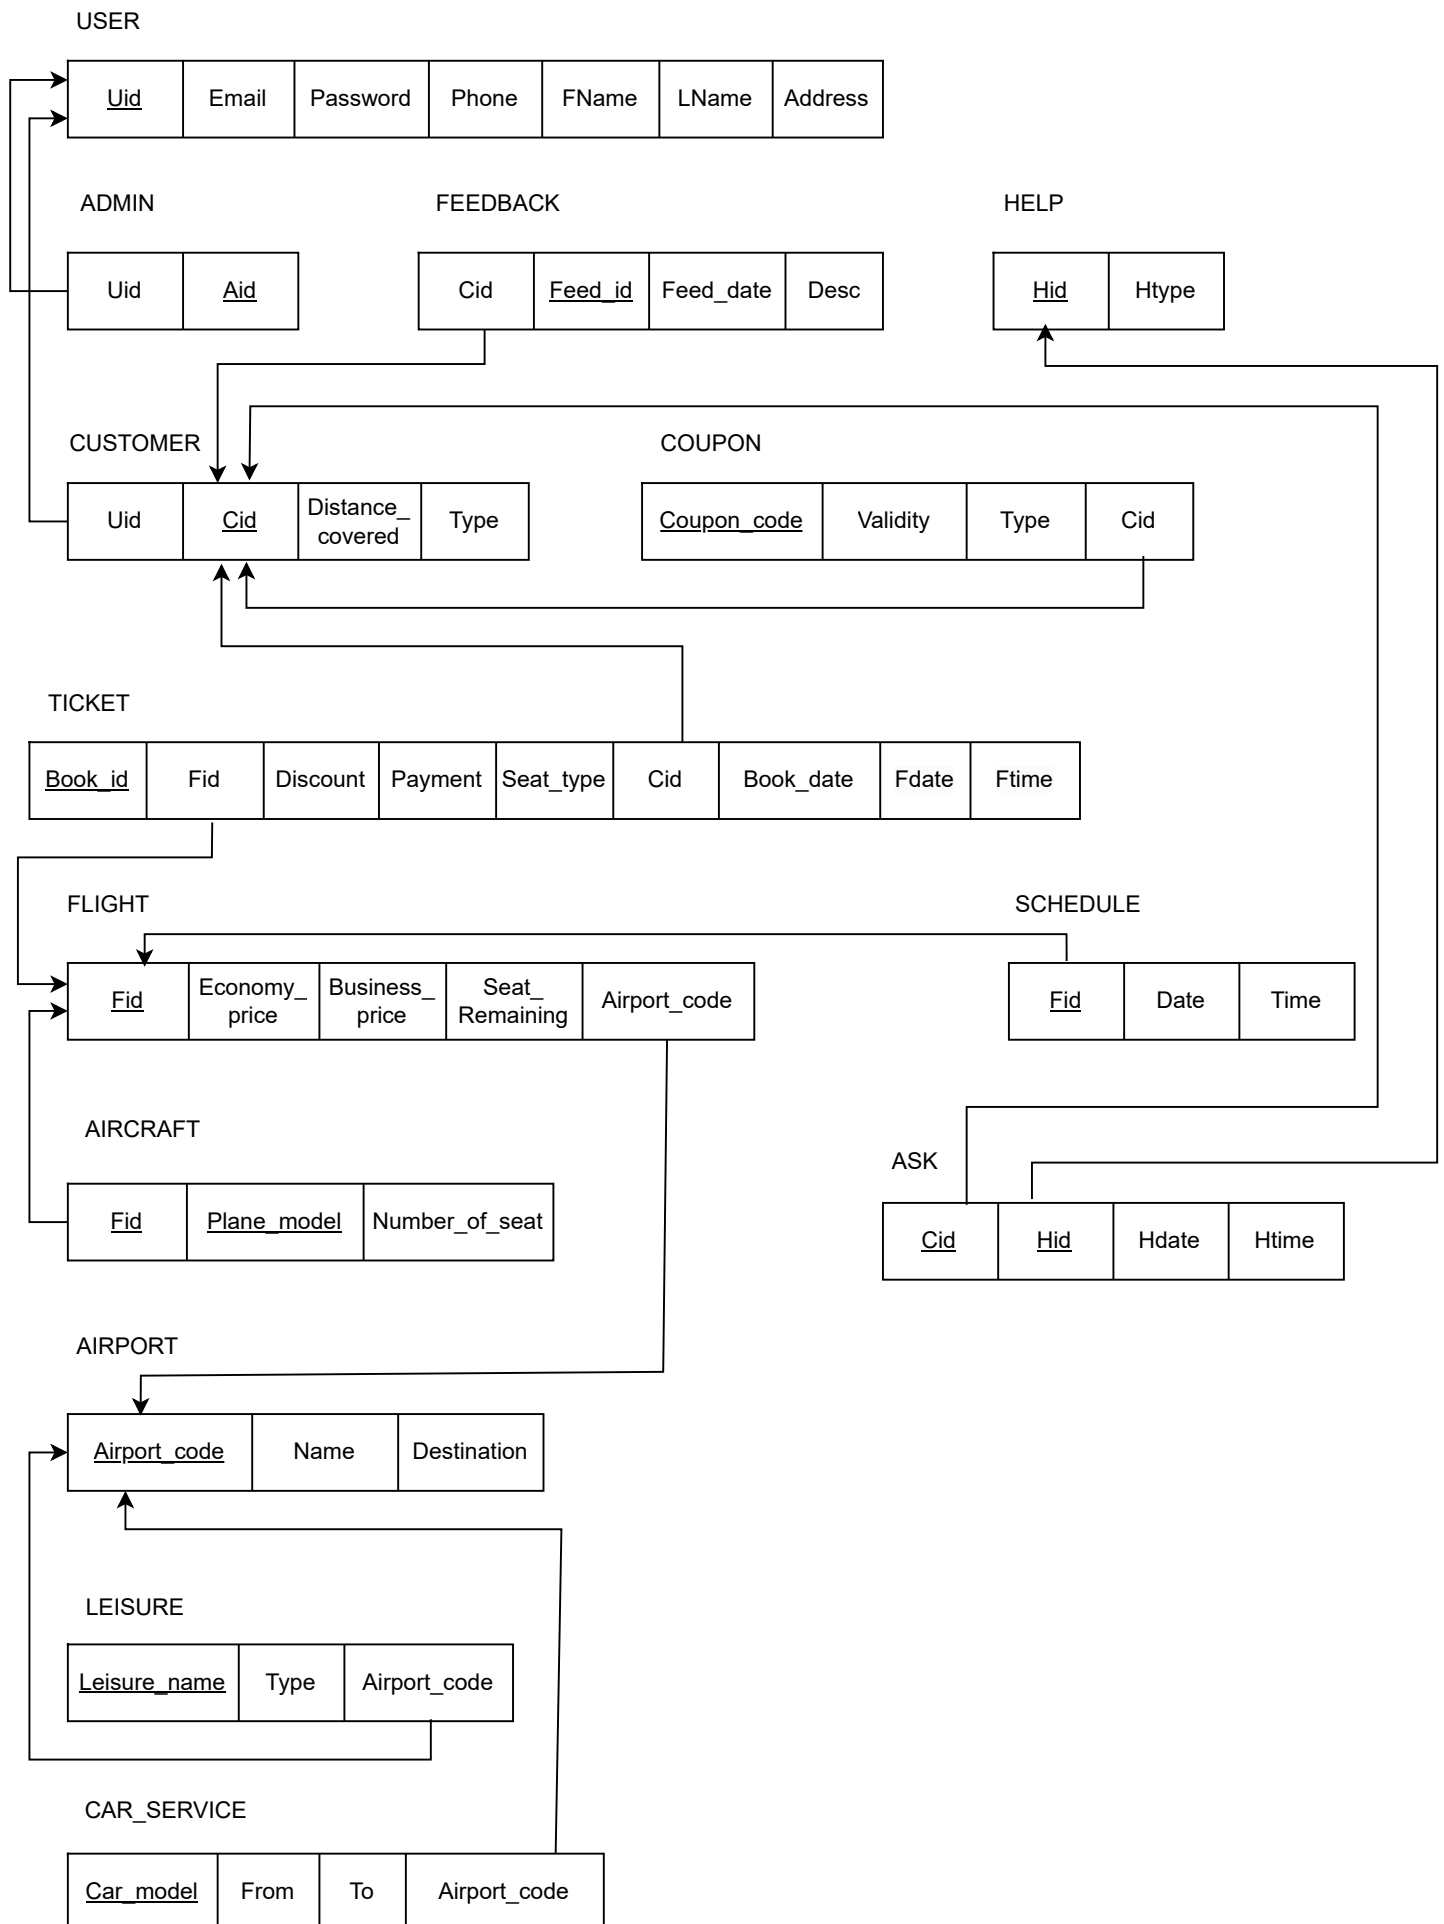 USER
Uid Email Password Phone FName LName Address
ADMIN FEEDBACK HELP
Uid Aid Cid Feed_id Feed_date Desc Hid Htype
CUSTOMER COUPON
Uid Cid Distance_
covered Type Coupon_code Validity Type Cid
TICKET
Book_id Fid Discount Payment Seat_type Cid Book_date Fdate Ftime
FLIGHT SCHEDULE
Fid Economy_
price Business_
price Seat_
Remaining Airport_code Fid Date Time
AIRCRAFT
ASK
Fid Plane_model Number_of_seat
Cid Hid Hdate Htime
AIRPORT
Airport_code Name Destination
LEISURE
Leisure_name Type Airport_code
CAR_SERVICE
Car_model From To Airport_code